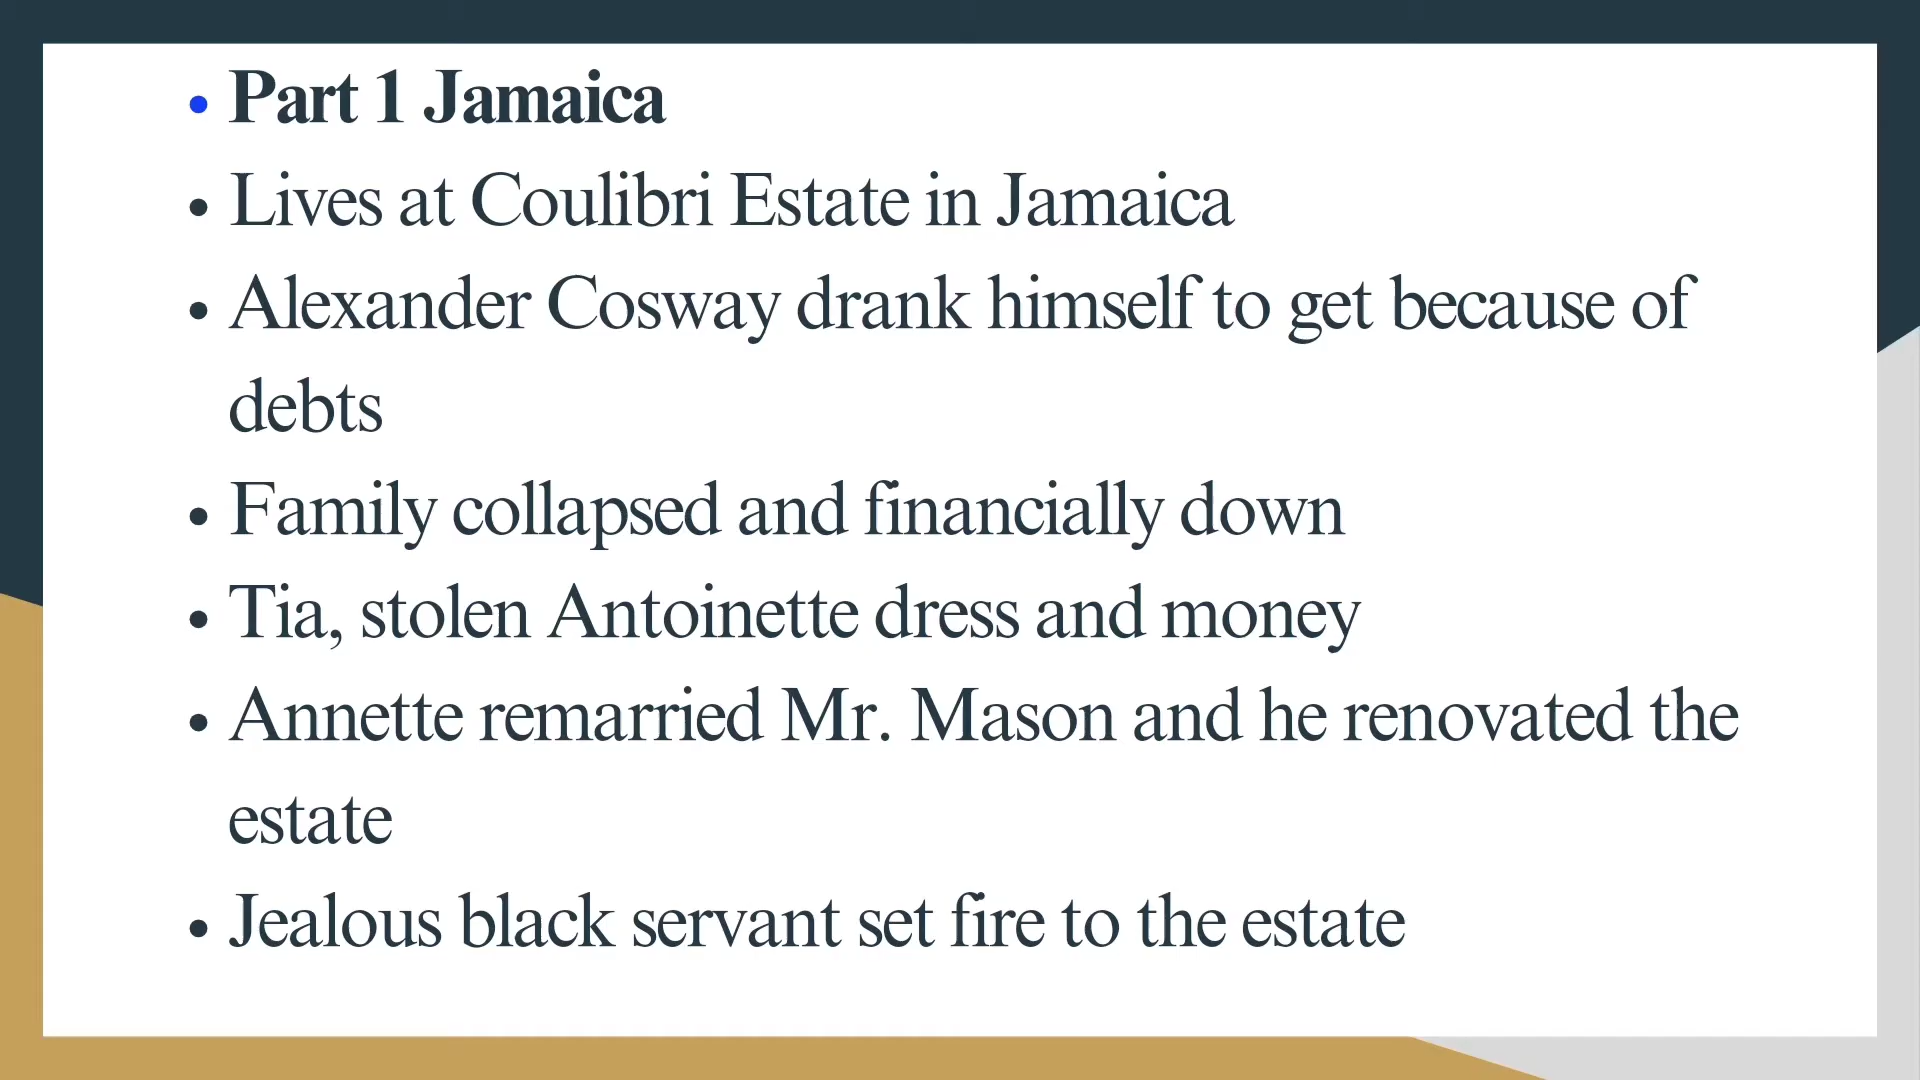 • Part 1 Jamaica
• Lives at Coulibri Estate in Jamaica
• Alexander Cosway drank himself to get because of
debts
• Family collapsed and financially down
• Tia, stolen Antoinette dress and money
• Annette remarried Mr. Mason and he renovated the
estate
• Jealous black servant set fire to the estate